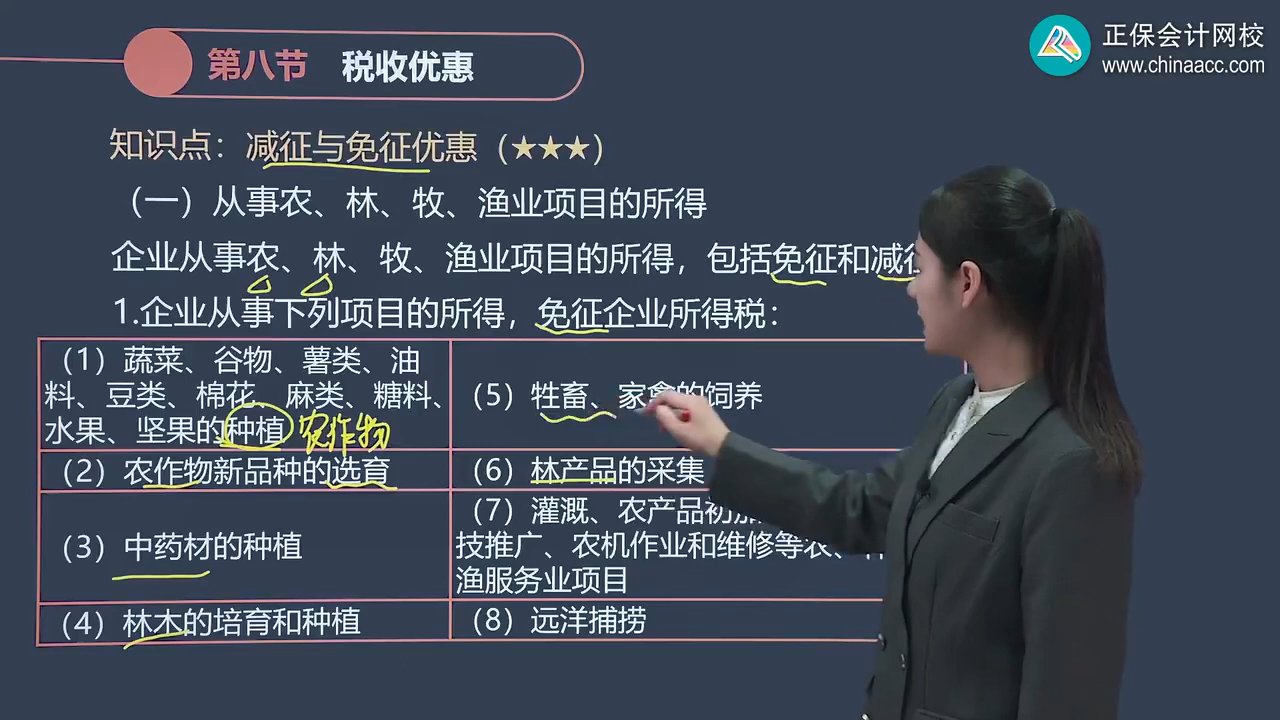 正保会计网校
www.chinaacc.com
第八节 税收优惠
知识点：减征与免征优惠（★★★）
（一）从事农、林、牧、渔业项目的所得
企业从事农、林、牧、渔业项目的所得，包括免征和减征
1.企业从事下列项目的所得，免征企业所得税：
（1）蔬菜、谷物、薯类、油
料、豆类、棉花、麻类、糖料、
水果、坚果的种植 农作物
（5）牲畜、家禽的饲养
（2）农作物新品种的选育
（6）林产品的采集
（3）中药材的种植
（7）灌溉、农产品初加
技推广、农机作业和维修等农、林
渔服务业项目
（4）林木的培育和种植
（8）远洋捕捞